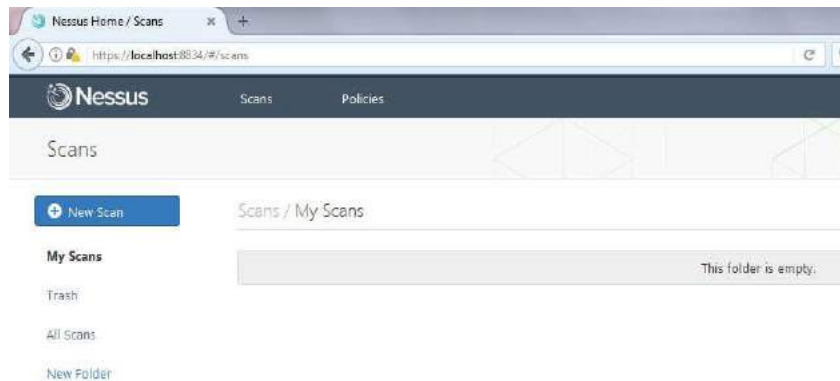 Nessus Home / Scans
https://localhost:8834/#/scans
Nessus Scans Policies
Scans
New Scan
Scans / My Scans
My Scans
This folder is empty.
Trash
All Scans
New Folder